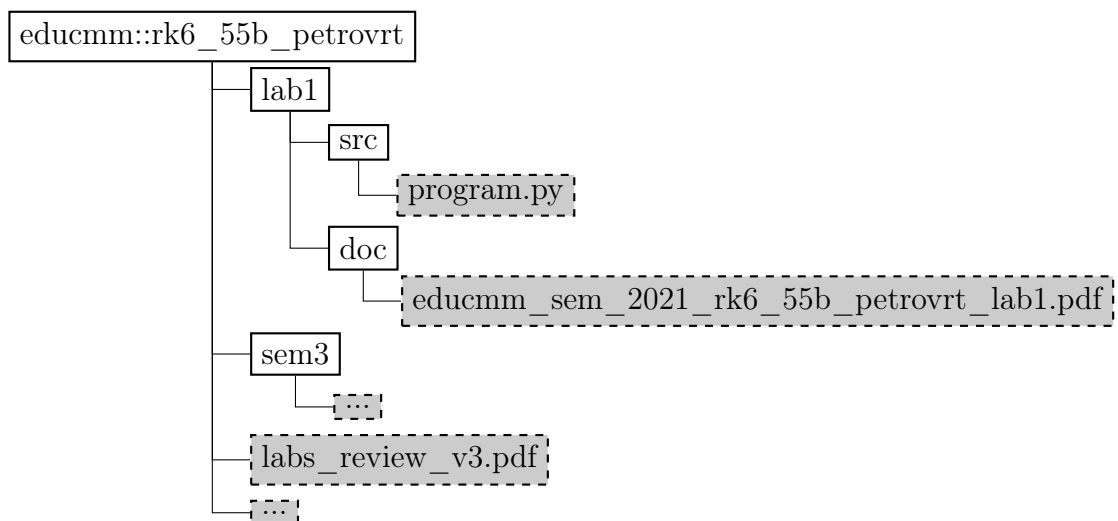 educmm::rk6_55b_petrovrt
lab1
src
program.py
doc
educmm_sem_2021_rk6_55b_petrovrt_lab1.pdf
sem3
...
labs_review_v3.pdf
...